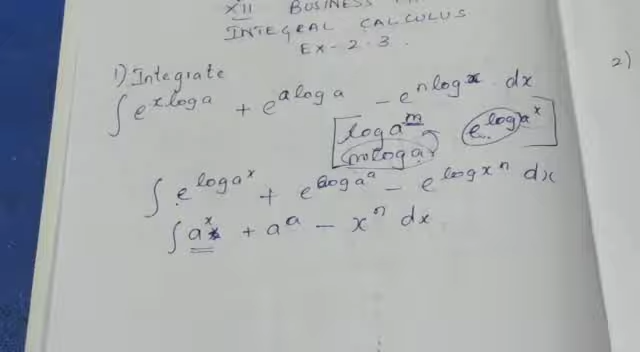 XII BUSINESS
INTEGRAL CALCULUS
EX - 2.3.
1) Integrate
∫ e^{x log a} + e^{a log a} - e^{n log x} dx
2)
[log a^m e^{log a^x}]
m log a
∫ e^{log a^x} + e^{log a^a} - e^{log x^n} dx
∫ a^x + a^a - x^n dx